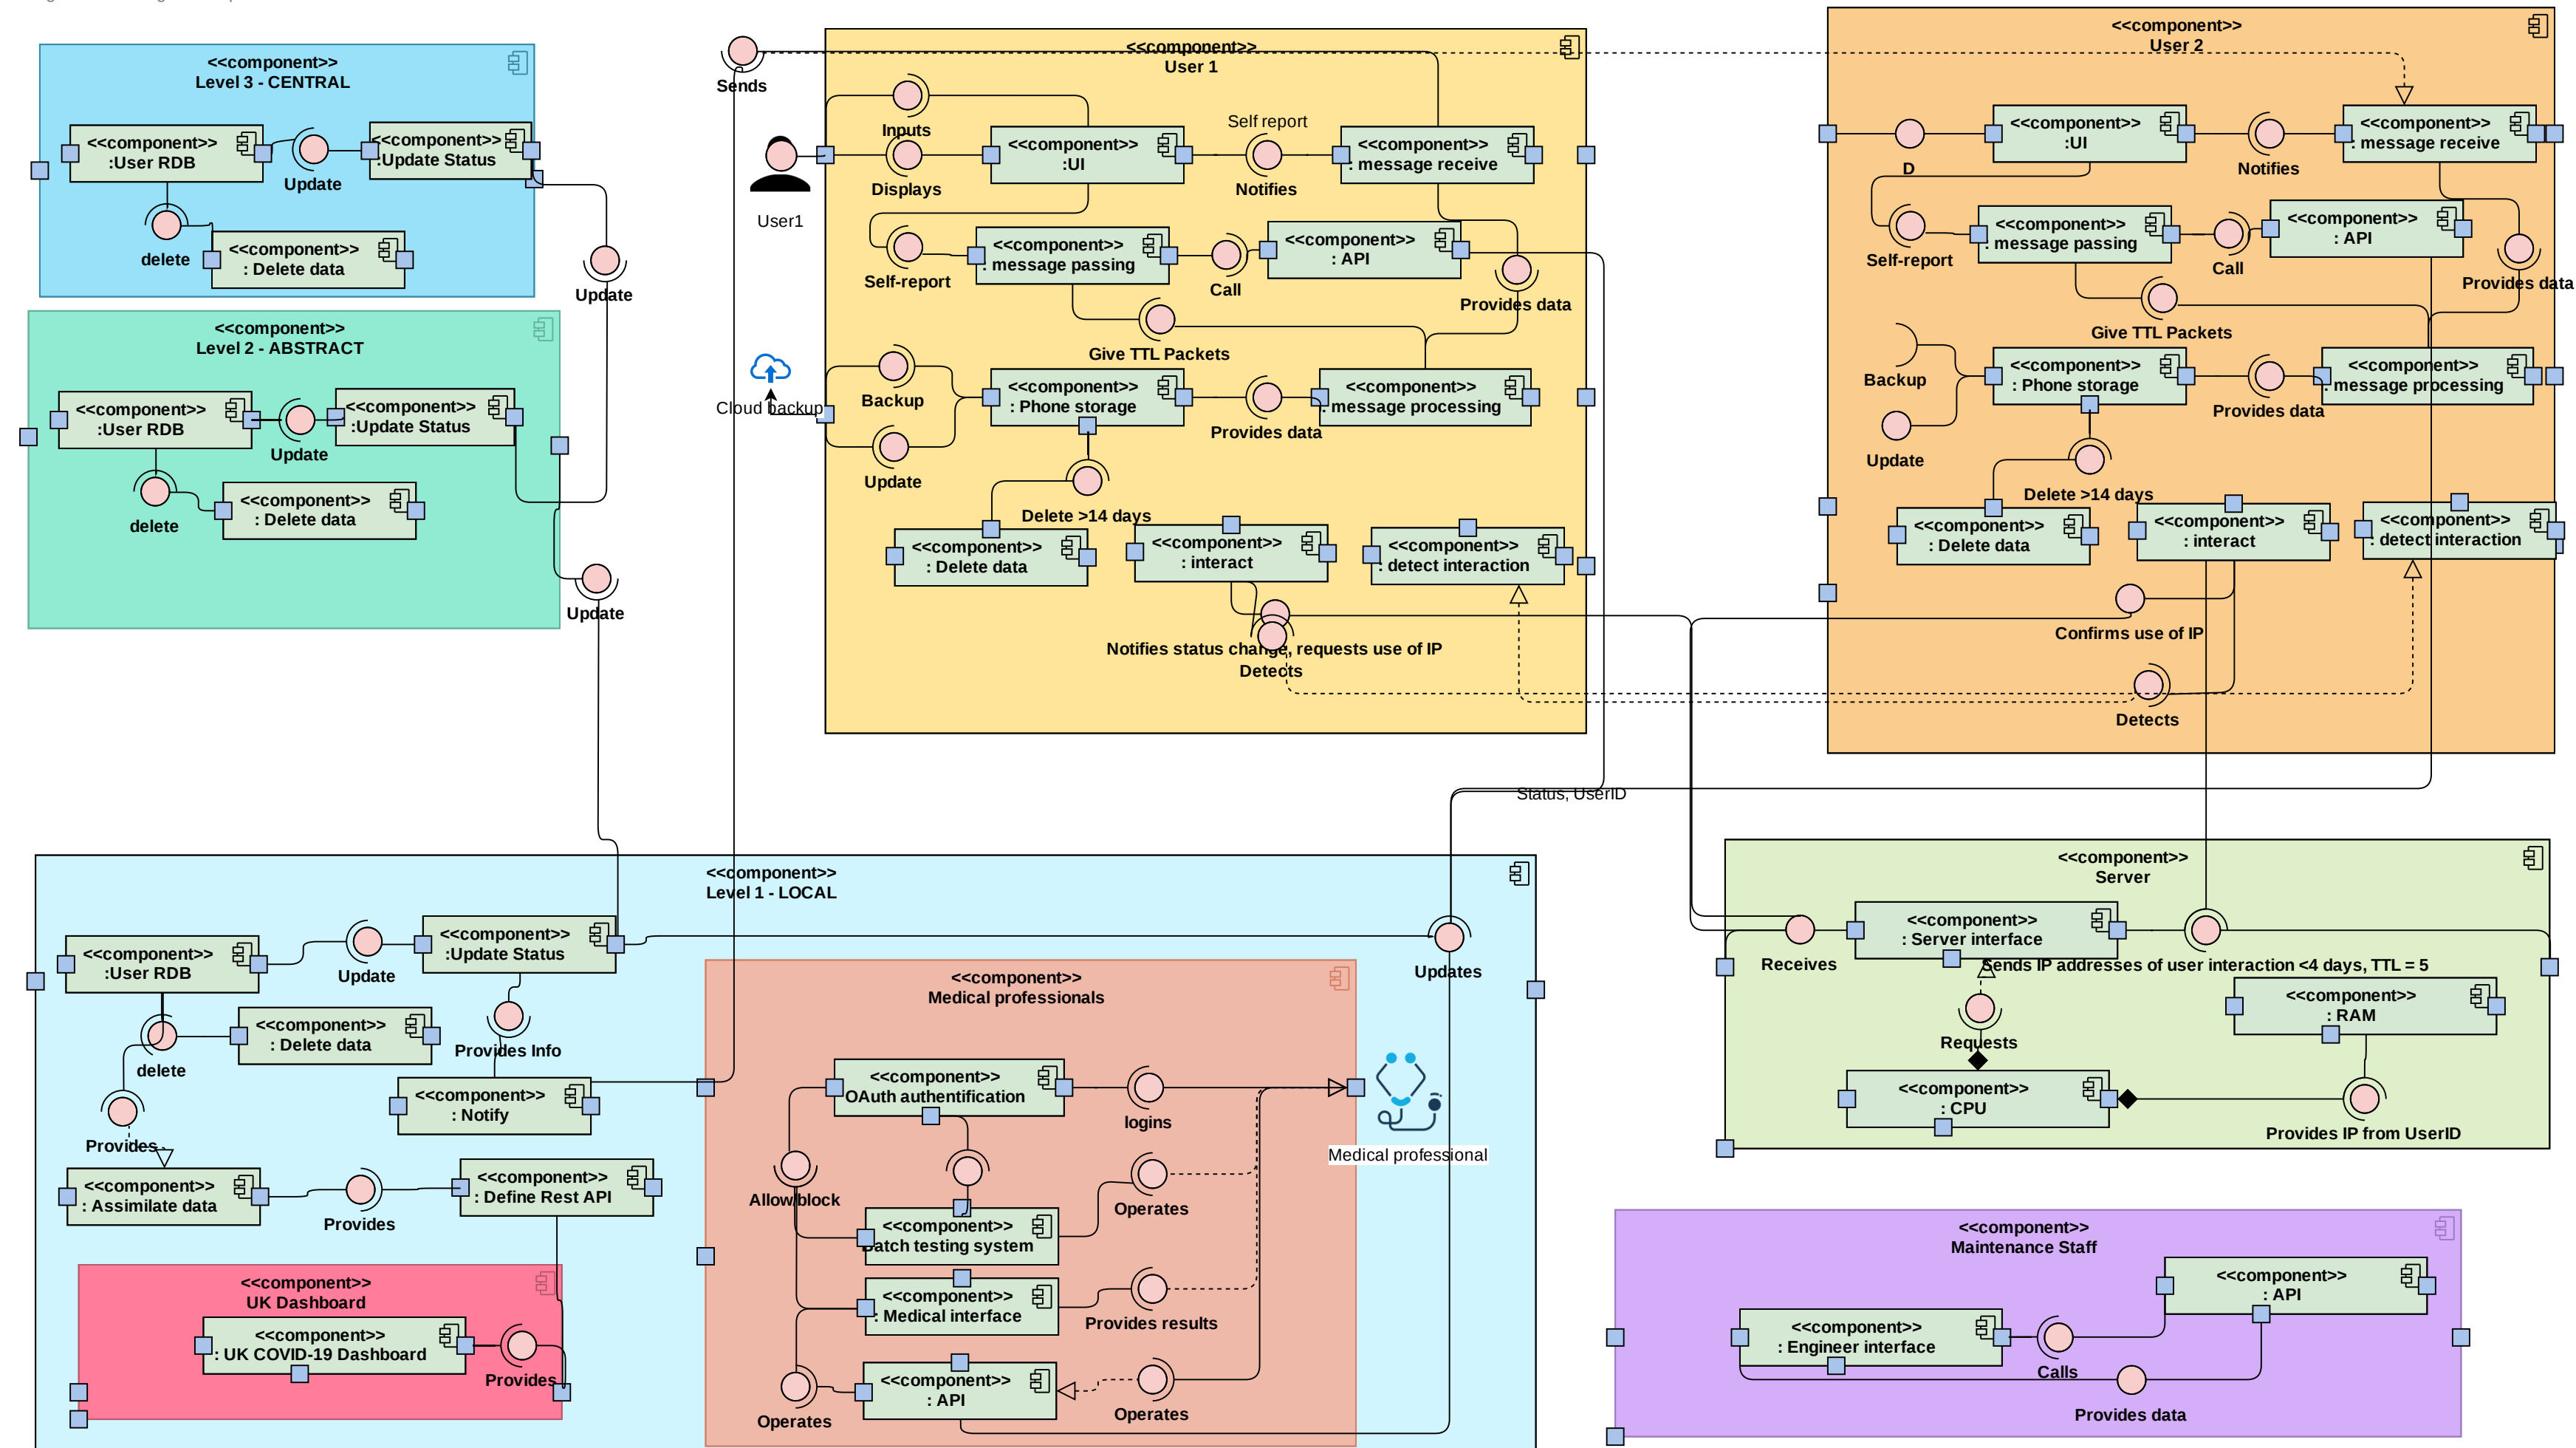 <<component>>
Level 3 - CENTRAL
<<component>>
:User RDB
Update
<<component>>
:Update Status
delete
<<component>>
: Delete data
Update
<<component>>
Level 2 - ABSTRACT
<<component>>
:User RDB
Update
<<component>>
:Update Status
delete
<<component>>
: Delete data
Update
Sends
User1
Cloud backup
<<component>>
User 1
Inputs
Displays
<<component>>
:UI
Self report
Notifies
<<component>>
: message receive
Self-report
<<component>>
: message passing
Call
<<component>>
: API
Provides data
Give TTL Packets
Backup
Update
<<component>>
: Phone storage
Provides data
<<component>>
: message processing
Delete >14 days
<<component>>
: Delete data
<<component>>
: interact
<<component>>
: detect interaction
Notifies status change, requests use of IP
Detects
<<component>>
User 2
D
<<component>>
:UI
Notifies
<<component>>
: message receive
Self-report
<<component>>
: message passing
Call
<<component>>
: API
Provides data
Give TTL Packets
Backup
Update
<<component>>
: Phone storage
Provides data
<<component>>
: message processing
Delete >14 days
<<component>>
: Delete data
<<component>>
: interact
<<component>>
: detect interaction
Confirms use of IP
Detects
Status, UserID
<<component>>
Level 1 - LOCAL
<<component>>
:User RDB
Update
<<component>>
:Update Status
Updates
delete
<<component>>
: Delete data
Provides Info
<<component>>
: Notify
Provides
<<component>>
: Assimilate data
Provides
<<component>>
: Define Rest API
<<component>>
UK Dashboard
<<component>>
: UK COVID-19 Dashboard
Provides
<<component>>
Medical professionals
<<component>>
OAuth authentification
logins
Allow/block
<<component>>
Batch testing system
Operates
<<component>>
: Medical interface
Provides results
Operates
<<component>>
: API
Operates
Medical professional
<<component>>
Server
Receives
<<component>>
: Server interface
Sends IP addresses of user interaction <4 days, TTL = 5
Requests
<<component>>
: RAM
<<component>>
: CPU
Provides IP from UserID
<<component>>
Maintenance Staff
<<component>>
: API
<<component>>
: Engineer interface
Calls
Provides data